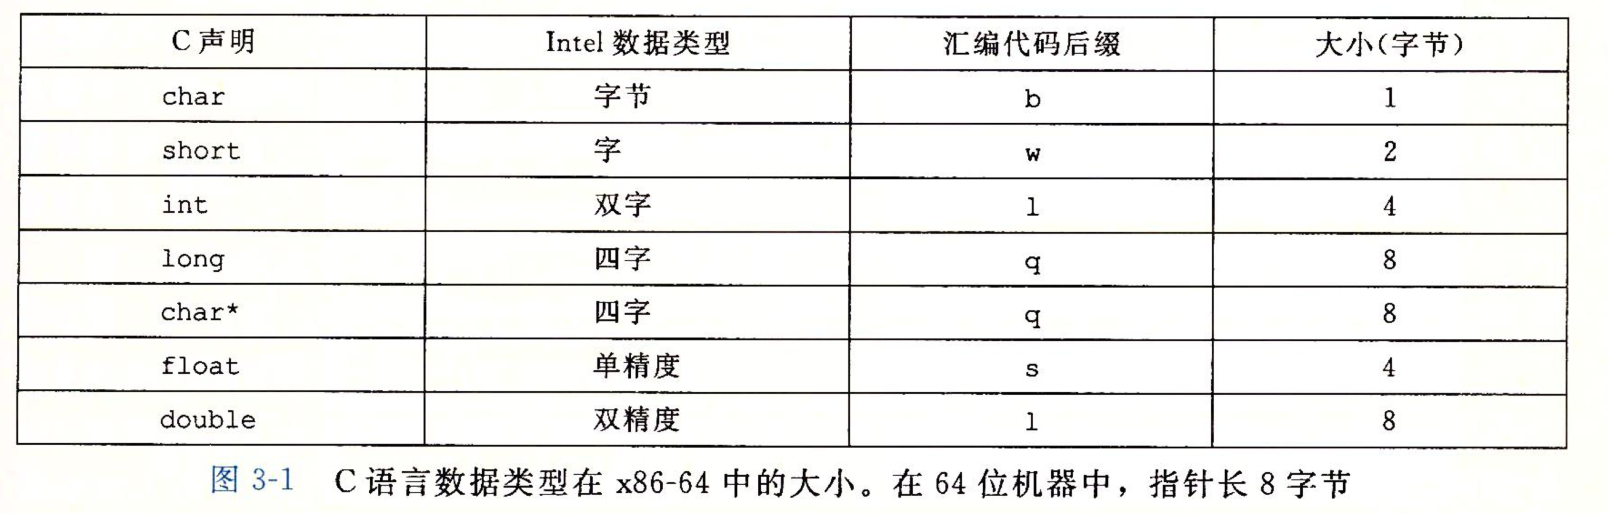 C 声明 Intel 数据类型 汇编代码后缀 大小(字节)
char 字节 b 1
short 字 w 2
int 双字 l 4
long 四字 q 8
char* 四字 q 8
float 单精度 s 4
double 双精度 l 8
图 3-1 C 语言数据类型在 x86-64 中的大小。在 64 位机器中，指针长 8 字节